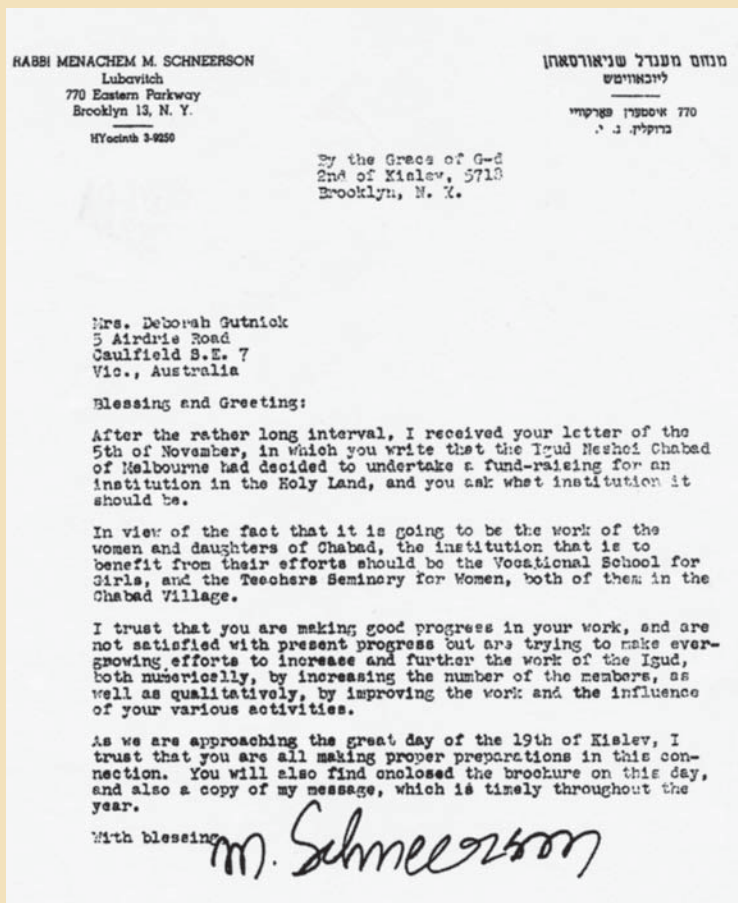 RABBI MENACHEM M. SCHNEERSON
Lubavitch
770 Eastern Parkway
Brooklyn 13, N. Y.
HYacinth 3-9250
מנחם מענדל שניאורסאהן
ליובאוויטש
770 איסטערן פארקוויי
ברוקלין, נ. י.
By the Grace of G-d
2nd of Kislev,
Brooklyn, N. Y.
Mrs. Deborah Gutnick
5 Airdrie Road
Caulfield S.E. 7
Vic., Australia
Blessing and Greeting:
After the rather long interval, I received your letter of the
5th of November, in which you write that the Igud Neshei Chabad
of Melbourne had decided to undertake a fund-raising for an
institution in the Holy Land, and you ask what institution it
should be.
In view of the fact that it is going to be the work of the
women and daughters of Chabad, the institution that is to
benefit from their efforts should be the Vocational School for
Girls, and the Teachers Seminary for Women, both of them in the
Chabad Village.
I trust that you are making good progress in your work, and are
not satisfied with present progress but are trying to make ever-
growing efforts to increase and further the work of the Igud,
both numerically, by increasing the number of the members, as
well as qualitatively, by improving the work and the influence
of your various activities.
As we are approaching the great day of the 19th of Kislev, I
trust that you are all making proper preparations in this con-
nection. You will also find enclosed the brochure on this day,
and also a copy of my message, which is timely throughout the
year.
With blessing
M. Schneerson